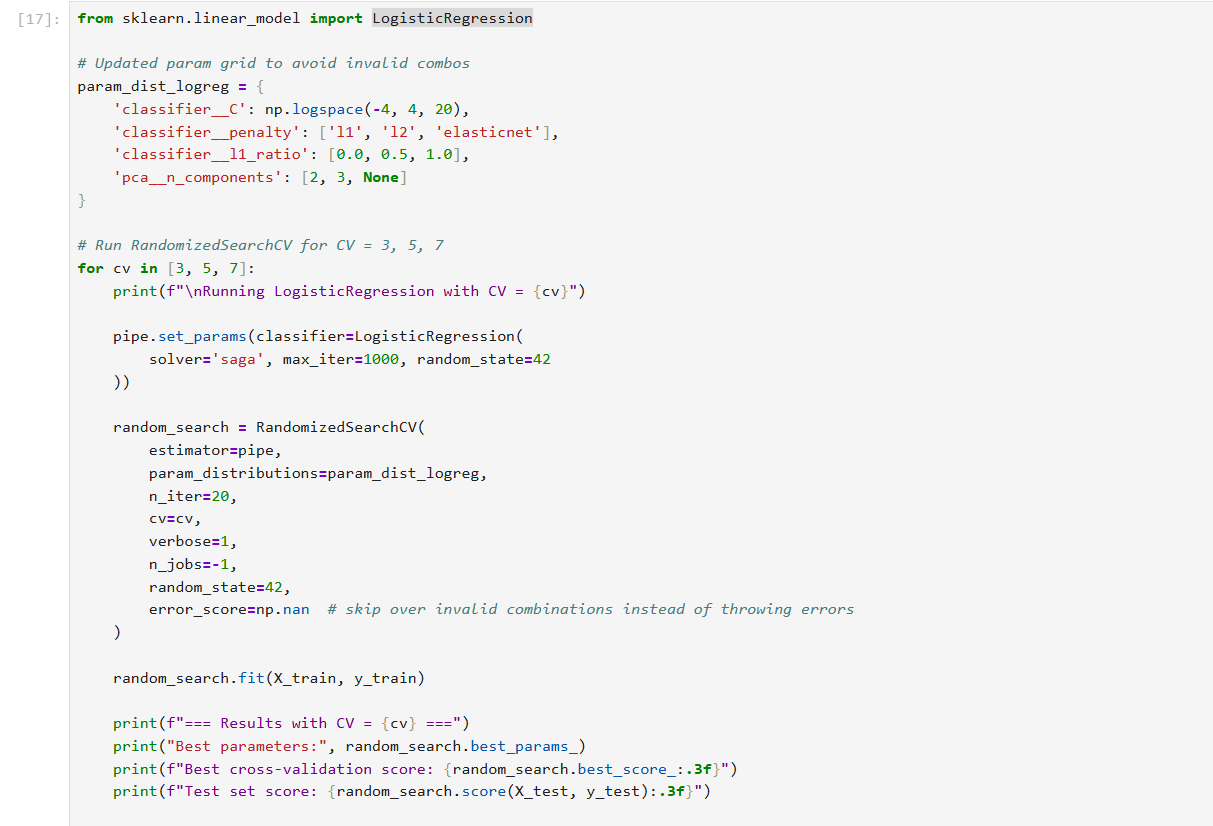 [17]: from sklearn.linear_model import LogisticRegression
# Updated param grid to avoid invalid combos
param_dist_logreg = {
    'classifier__C': np.logspace(-4, 4, 20),
    'classifier__penalty': ['l1', 'l2', 'elasticnet'],
    'classifier__l1_ratio': [0.0, 0.5, 1.0],
    'pca__n_components': [2, 3, None]
}
# Run RandomizedSearchCV for CV = 3, 5, 7
for cv in [3, 5, 7]:
    print(f"\nRunning LogisticRegression with CV = {cv}")
    pipe.set_params(classifier=LogisticRegression(
        solver='saga', max_iter=1000, random_state=42
    ))
    random_search = RandomizedSearchCV(
        estimator=pipe,
        param_distributions=param_dist_logreg,
        n_iter=20,
        cv=cv,
        verbose=1,
        n_jobs=-1,
        random_state=42,
        error_score=np.nan  # skip over invalid combinations instead of throwing errors
    )
    random_search.fit(X_train, y_train)
    print(f"=== Results with CV = {cv} ===")
    print("Best parameters:", random_search.best_params_)
    print(f"Best cross-validation score: {random_search.best_score_:.3f}")
    print(f"Test set score: {random_search.score(X_test, y_test):.3f}")